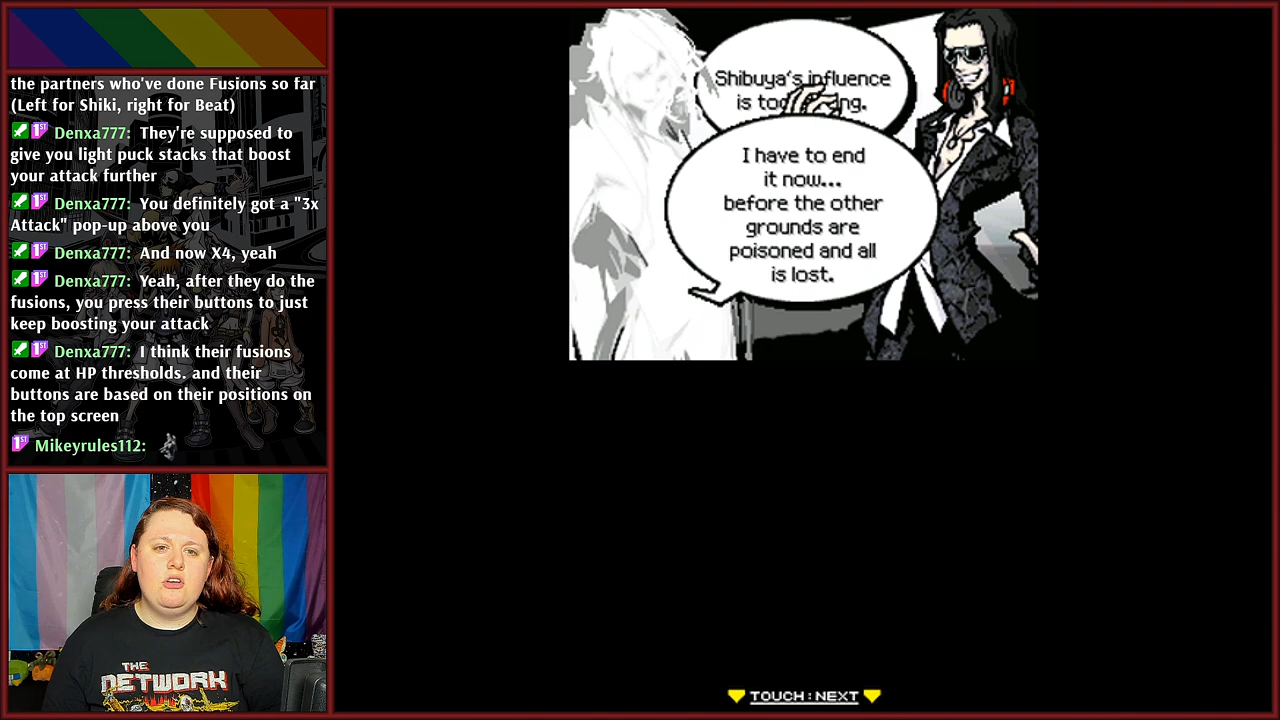 the partners who've done Fusions so far
(Left for Shiki, right for Beat)
Denxa777: They're supposed to
give you light puck stacks that boost
your attack further
Denxa777: You definitely got a "3x
Attack" pop-up above you
Denxa777: And now X4, yeah
Denxa777: Yeah, after they do the
fusions, you press their buttons to just
keep boosting your attack
Denxa777: I think their fusions
come at HP thresholds. and their
buttons are based on their positions on
the top screen
Mikeyrules112:
Shibuya's influence
is too
I have to end
it now...
before the other
grounds are
poisoned and all
is lost.
TOUCH : NEXT
THE
NETWORK